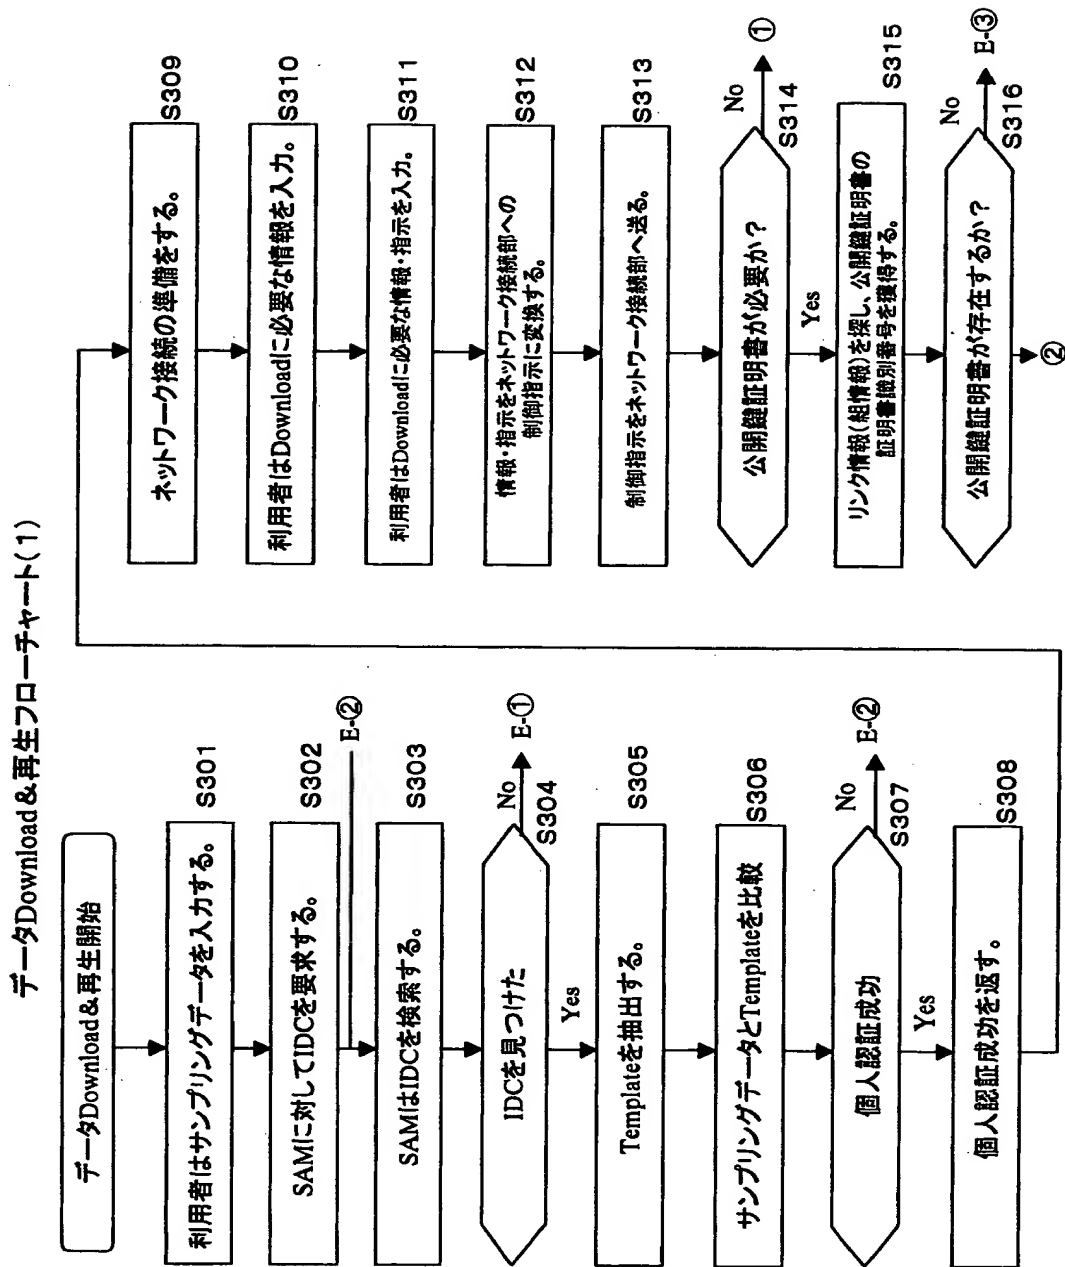 データDownload&再生フローチャート(1)
データDownload&再生開始
利用者はサンプリングデータを入力する。
S301
SAMに対してIDCを要求する。
S302
E-②
SAMはIDCを検索する。
S303
IDCを見つけた
No
E-①
S304
Yes
Templateを抽出する。
S305
サンプリングデータとTemplateを比較
S306
個人認証成功
No
E-②
S307
Yes
個人認証成功を返す。
S308
ネットワーク接続の準備をする。
S309
利用者はDownloadに必要な情報を入力。
S310
利用者はDownloadに必要な情報・指示を入力。
S311
情報・指示をネットワーク接続部への
制御指示に変換する。
S312
制御指示をネットワーク接続部へ送る。
S313
公開鍵証明書が必要か?
No
①
S314
Yes
リンク情報(組情報)を探し、公開鍵証明書の
証明書識別番号を獲得する。
S315
公開鍵証明書が存在するか?
No
E-③
S316
②